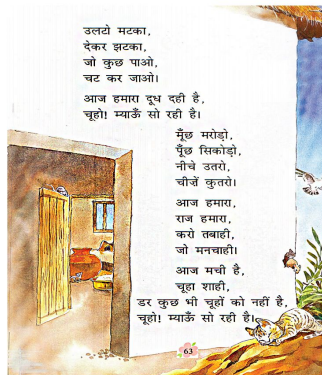 उलटो मटका,
देकर झटका,
जो कुछ पाओ,
चट कर जाओ।
आज हमारा दूध दही है,
चूहो! म्याऊँ सो रही है।
मूँछ मरोड़ो,
पूँछ सिकोड़ो,
नीचे उतरो,
चीज़ें कुतरो।
आज हमारा,
राज हमारा,
करो तबाही,
जो मनचाही।
आज मची है,
चूहा शाही,
डर कुछ भी चूहों को नहीं है,
चूहो! म्याऊँ सो रही है।
63